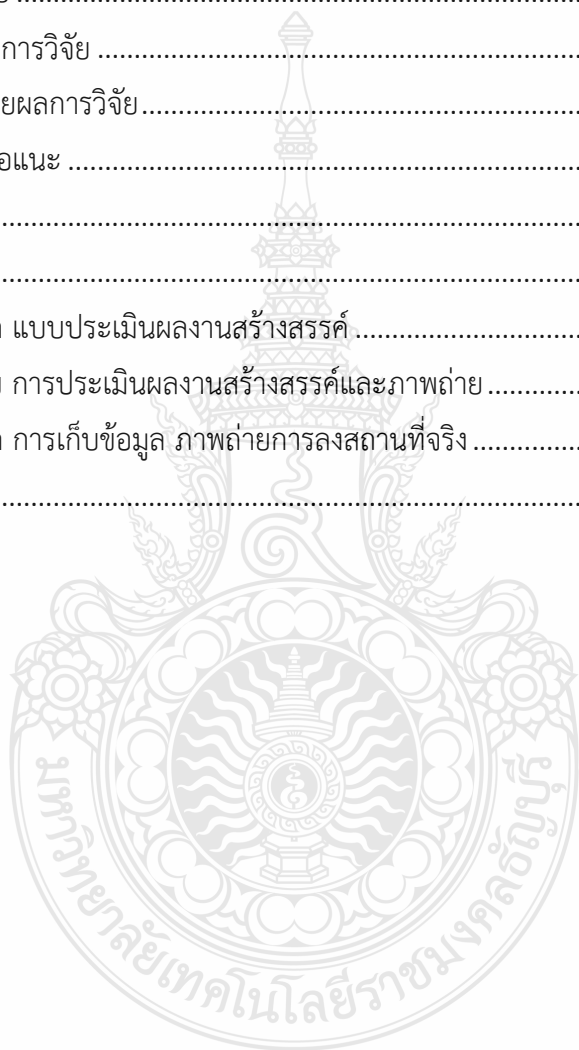 การวิจัย ........................................
ยผลการวิจัย........................................
อแนะ ........................................
........................................
........................................
แบบประเมินผลงานสร้างสรรค์ ........................................
การประเมินผลงานสร้างสรรค์และภาพถ่าย ........................................
การเก็บข้อมูล ภาพถ่ายการลงสถานที่จริง ........................................
........................................
มหาวิทยาลัยเทคโนโลยีราชมงคลธัญบุรี